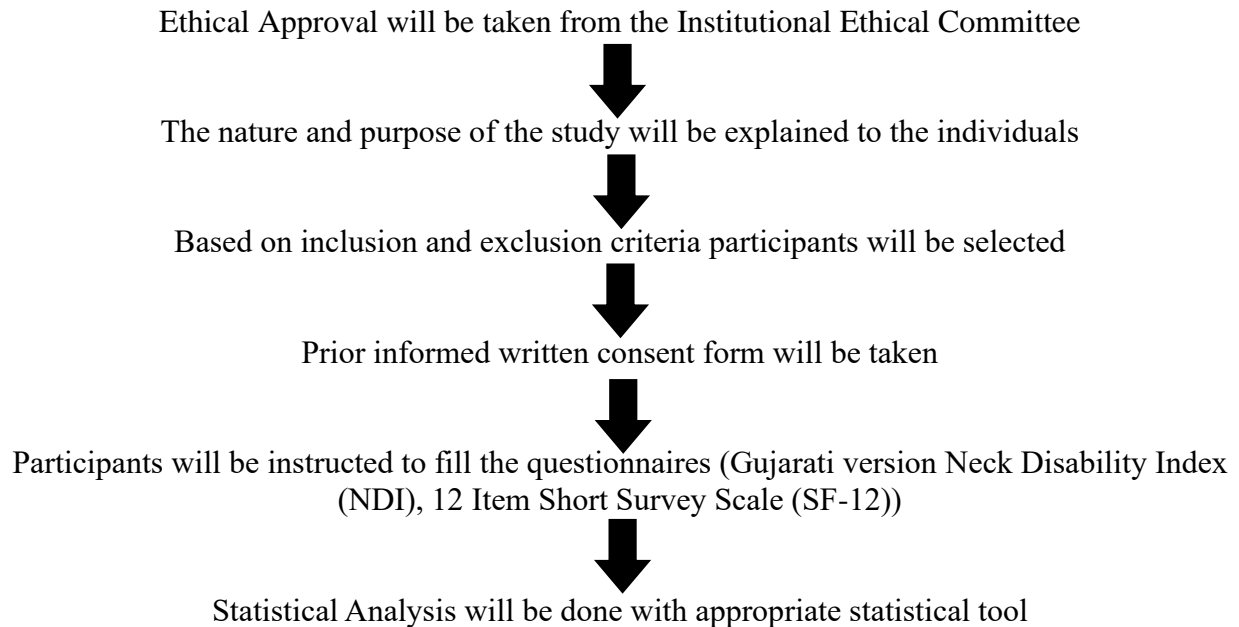 Ethical Approval will be taken from the Institutional Ethical Committee
The nature and purpose of the study will be explained to the individuals
Based on inclusion and exclusion criteria participants will be selected
Prior informed written consent form will be taken
Participants will be instructed to fill the questionnaires (Gujarati version Neck Disability Index
(NDI), 12 Item Short Survey Scale (SF-12))
Statistical Analysis will be done with appropriate statistical tool